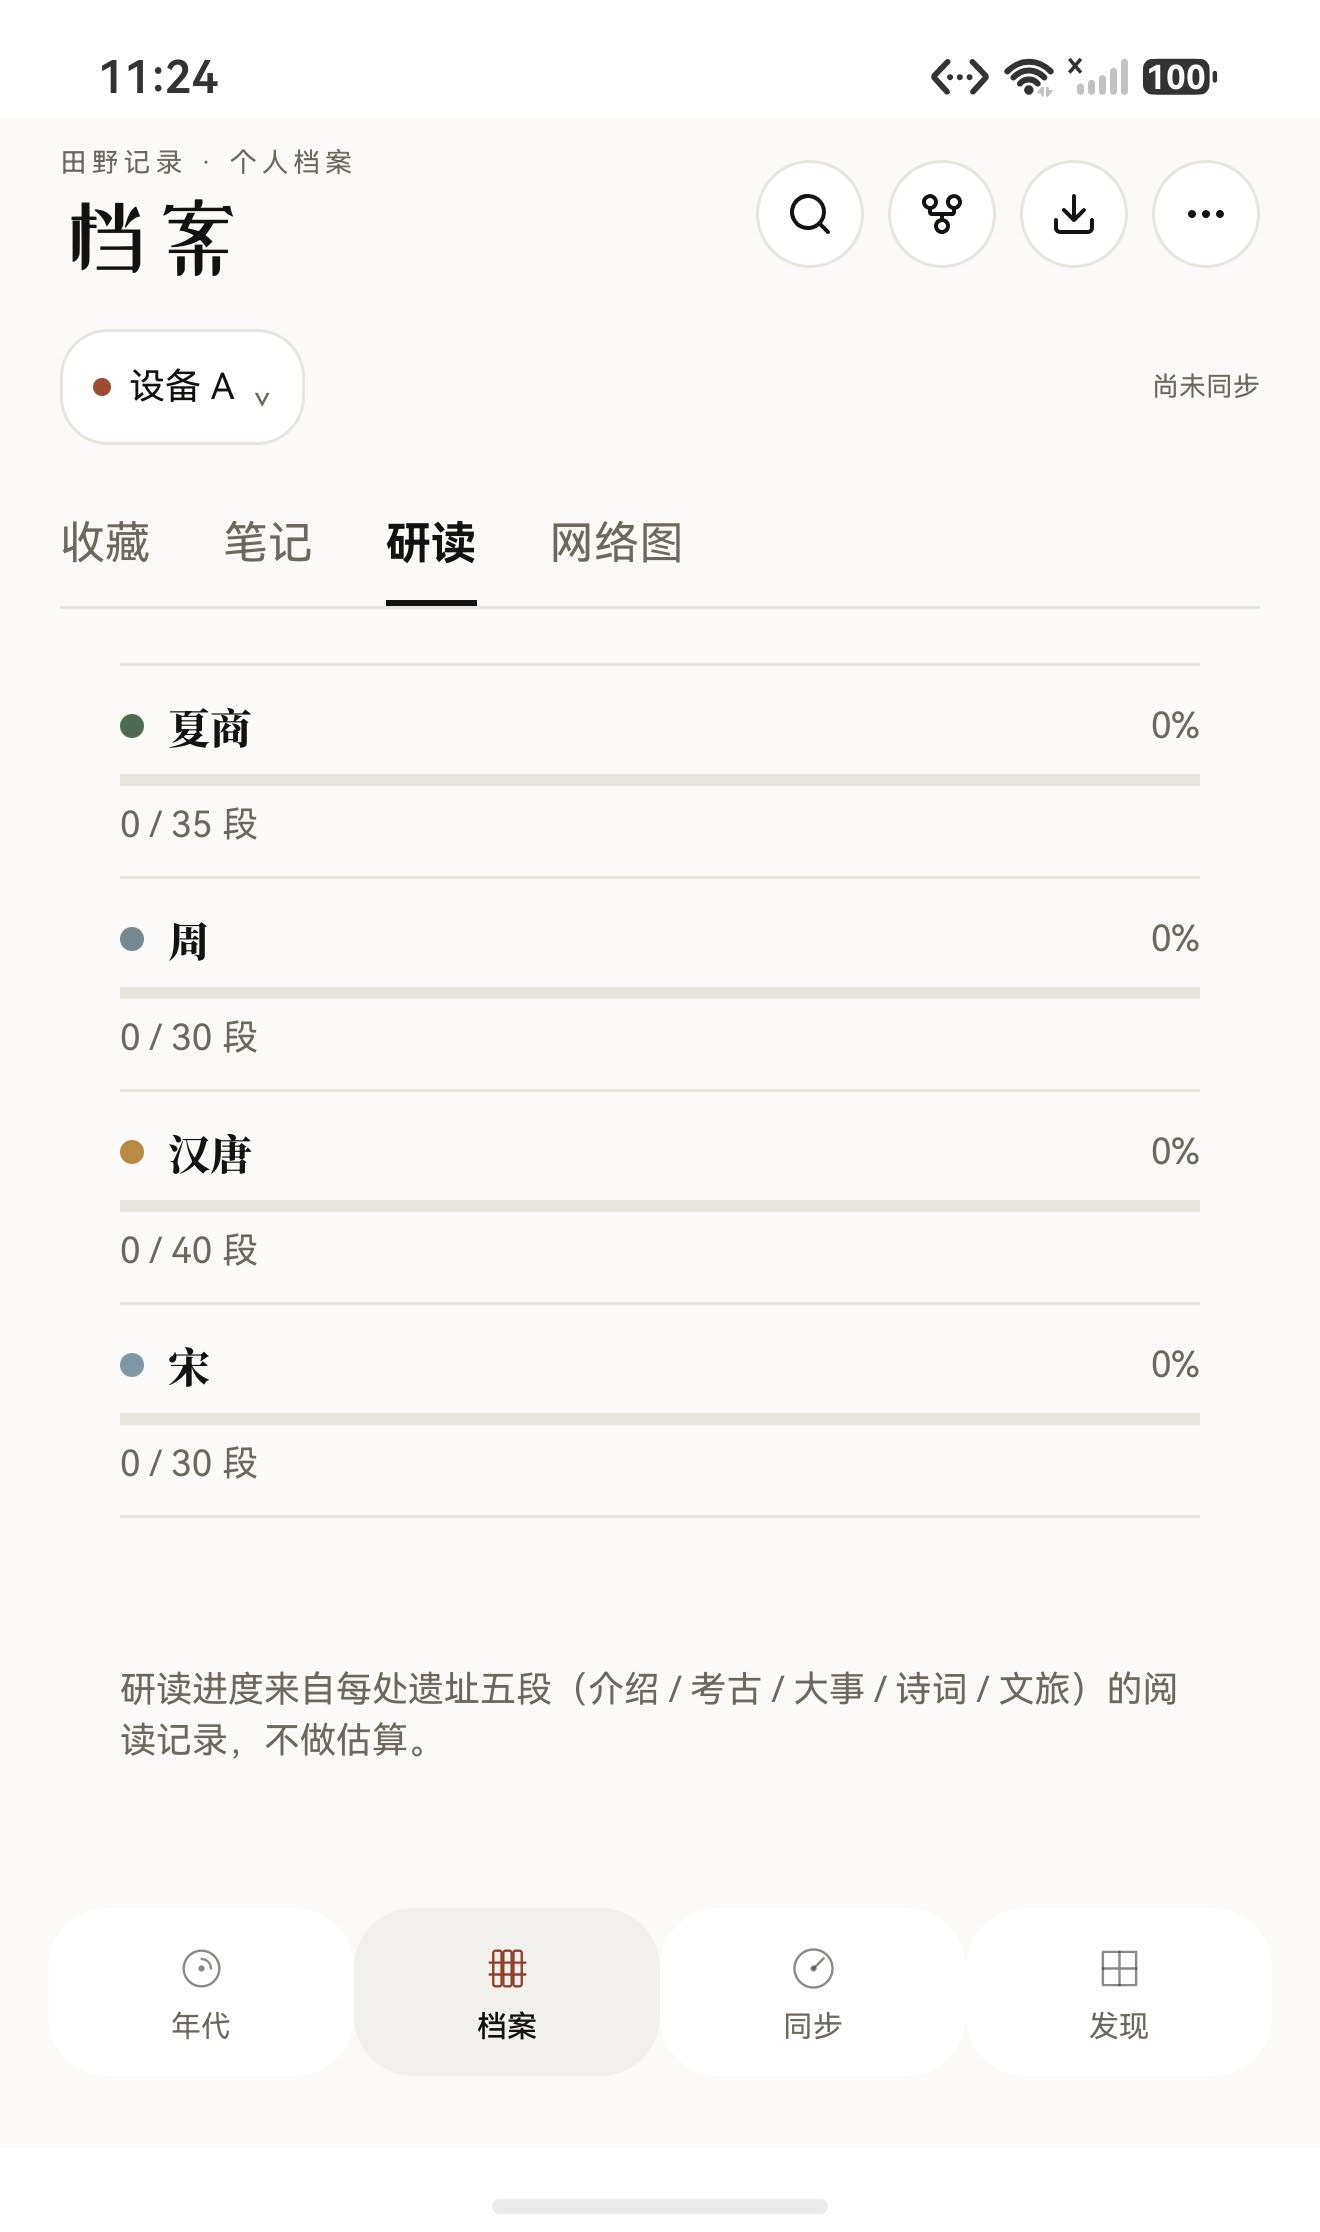 11:24
100
田野记录 · 个人档案
档案
设备 A
尚未同步
收藏 笔记 研读 网络图
夏商 0%
0 / 35 段
周 0%
0 / 30 段
汉唐 0%
0 / 40 段
宋 0%
0 / 30 段
研读进度来自每处遗址五段（介绍 / 考古 / 大事 / 诗词 / 文旅）的阅
读记录，不做估算。
年代 档案 同步 发现